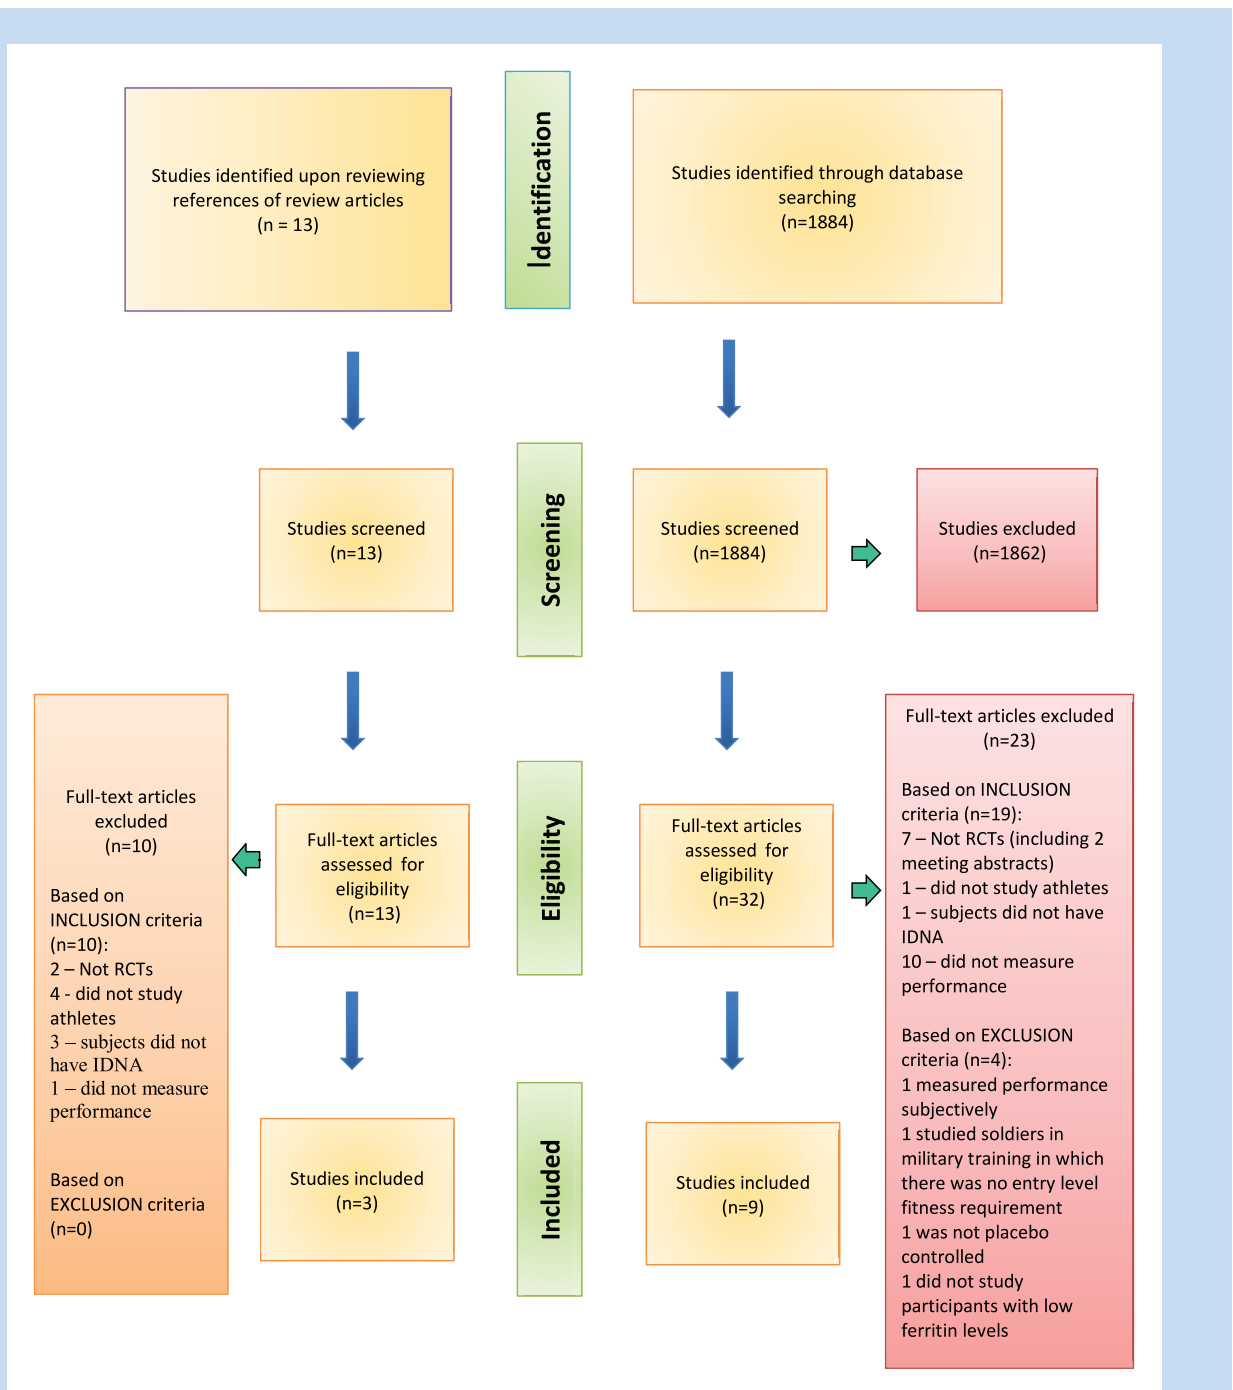 Identification
Studies identified upon reviewing
references of review articles
(n = 13)
Studies identified through database
searching
(n=1884)
Screening
Studies screened
(n=13)
Studies screened
(n=1884)
Studies excluded
(n=1862)
Eligibility
Full-text articles
excluded
(n=10)
Based on
INCLUSION criteria
(n=10):
2 – Not RCTs
4 - did not study
athletes
3 – subjects did not
have IDNA
1 – did not measure
performance
Based on
EXCLUSION criteria
(n=0)
Full-text articles
assessed for
eligibility
(n=13)
Full-text articles
assessed for
eligibility
(n=32)
Full-text articles excluded
(n=23)
Based on INCLUSION
criteria (n=19):
7 – Not RCTs (including 2
meeting abstracts)
1 – did not study athletes
1 – subjects did not have
IDNA
10 – did not measure
performance
Based on EXCLUSION
criteria (n=4):
1 measured performance
subjectively
1 studied soldiers in
military training in which
there was no entry level
fitness requirement
1 was not placebo
controlled
1 did not study
participants with low
ferritin levels
Included
Studies included
(n=3)
Studies included
(n=9)